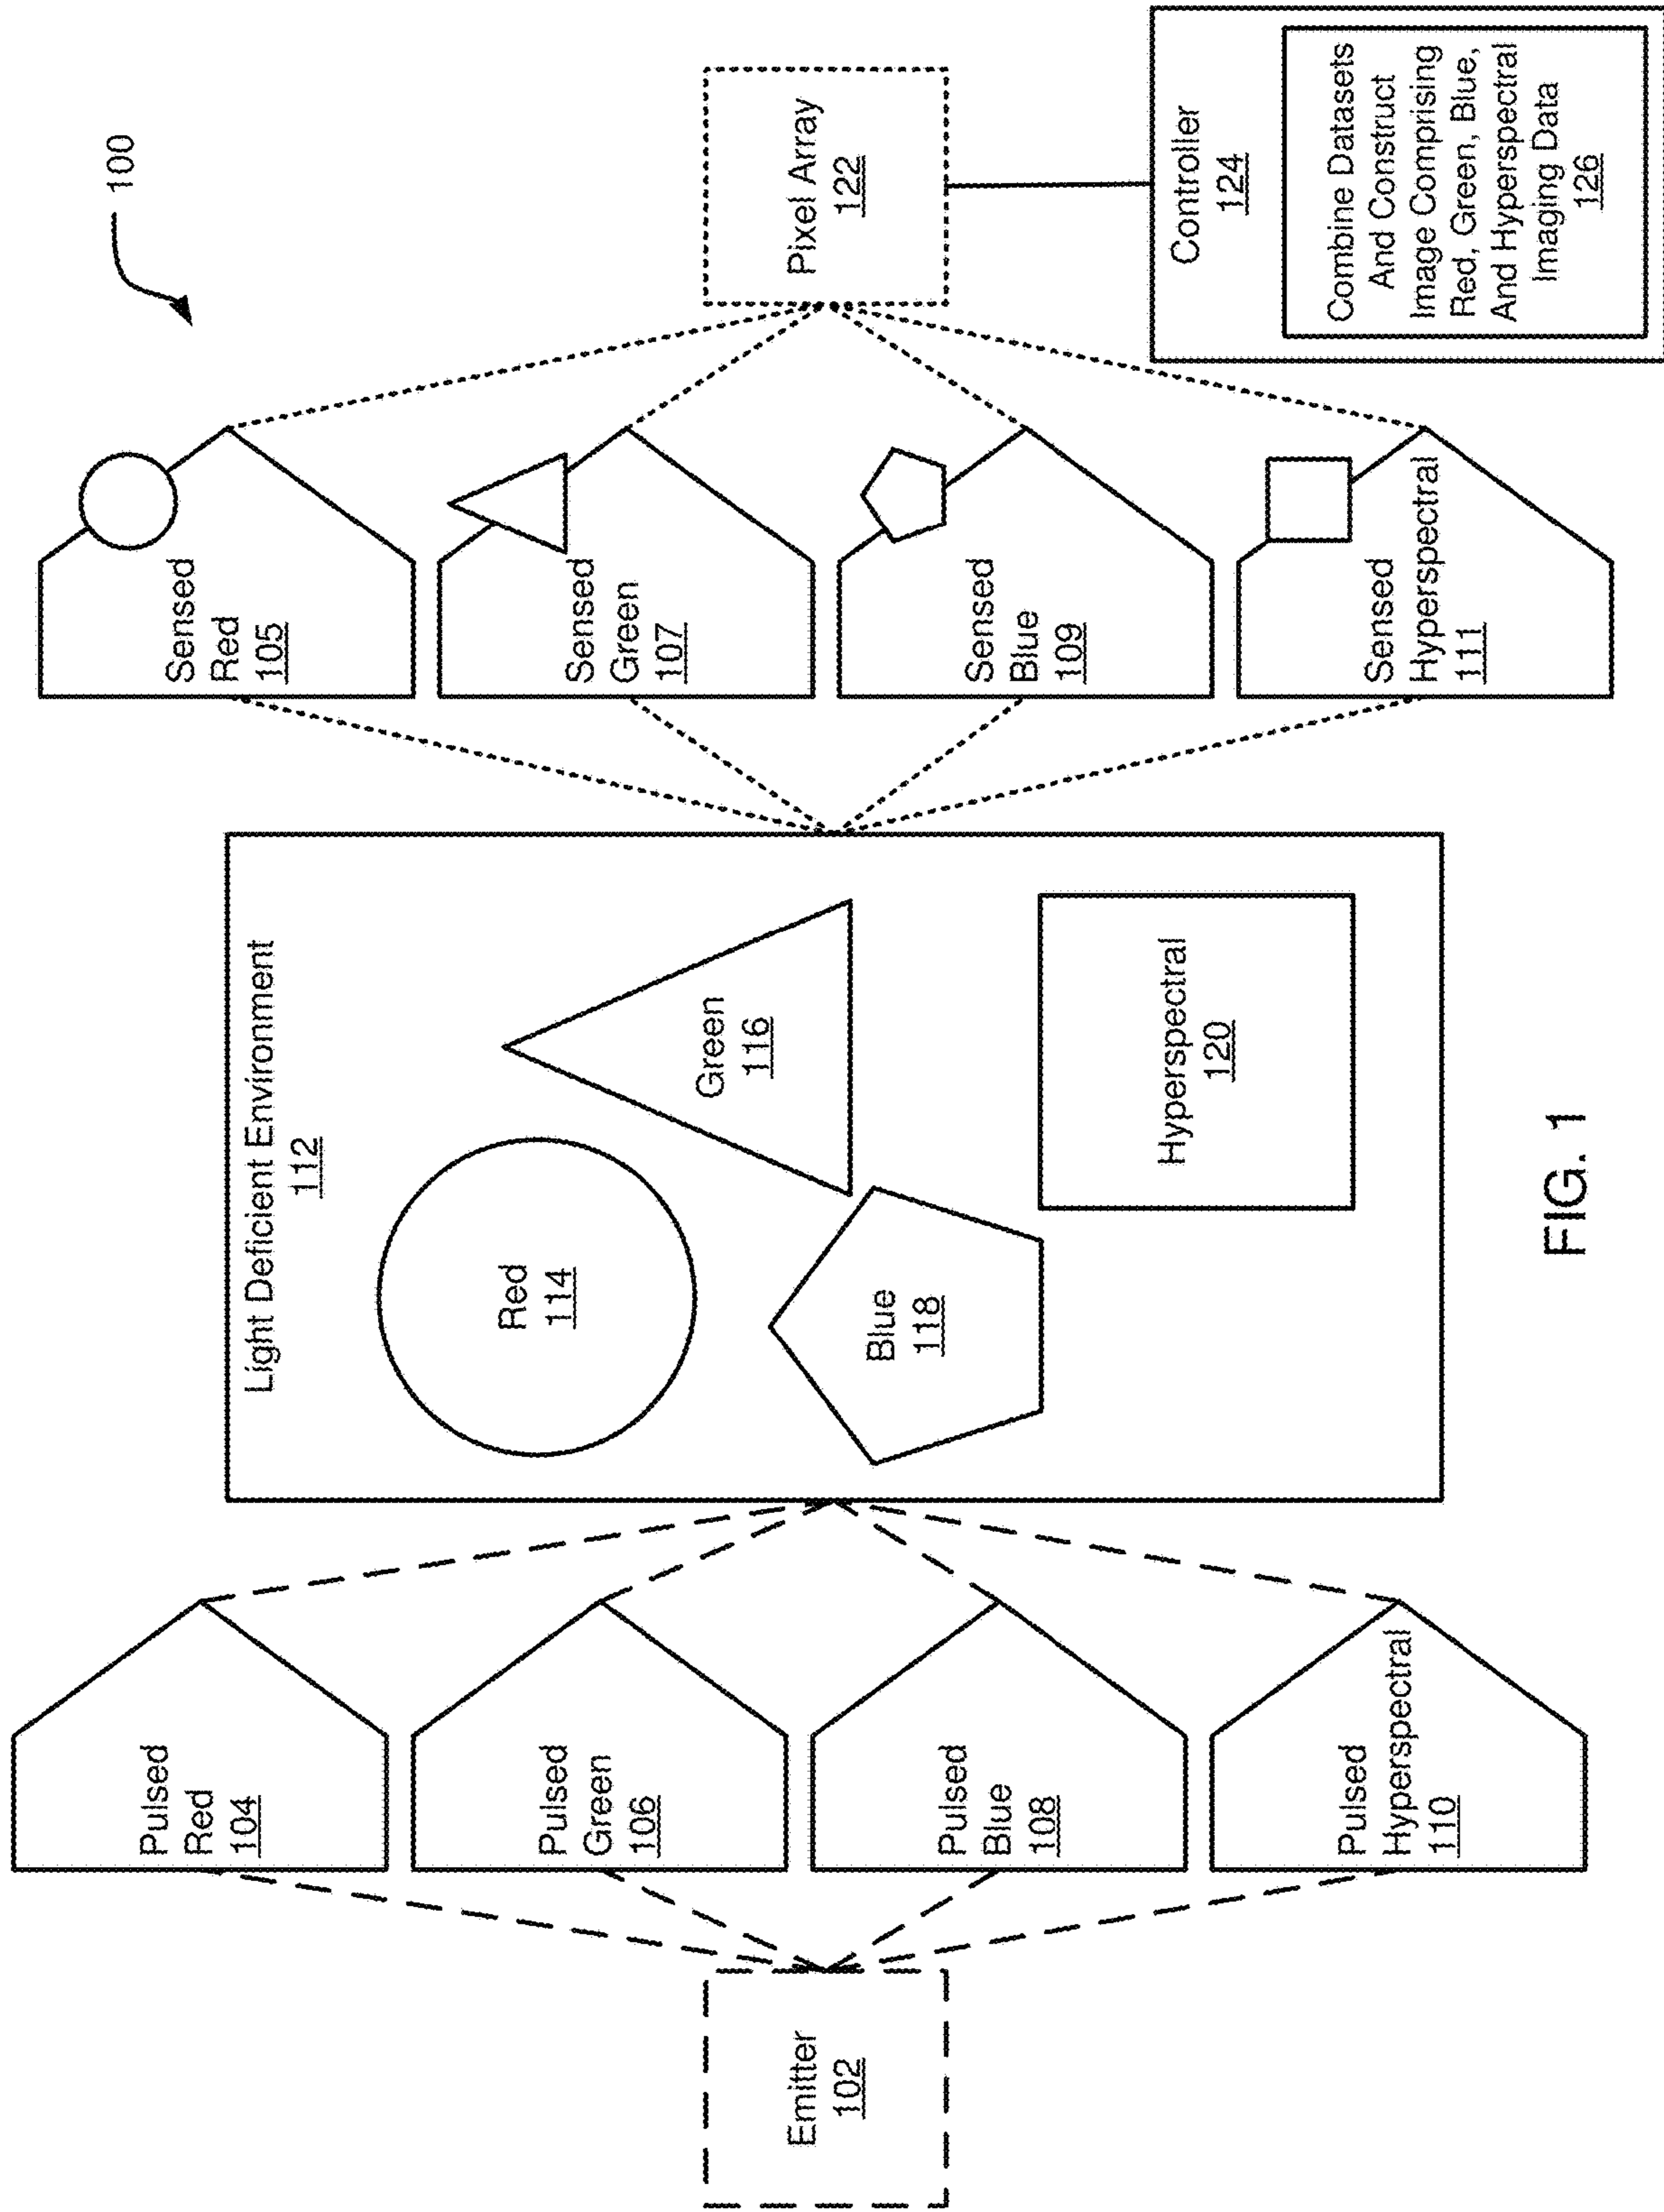 100
Emitter
102
Pulsed
Red
104
Pulsed
Green
106
Pulsed
Blue
108
Pulsed
Hyperspectral
110
Light Deficient Environment
112
Red
114
Green
116
Blue
118
Hyperspectral
120
Sensed
Red
105
Sensed
Green
107
Sensed
Blue
109
Sensed
Hyperspectral
111
Pixel Array
122
Controller
124
Combine Datasets
And Construct
Image Comprising
Red, Green, Blue,
And Hyperspectral
Imaging Data
126
FIG. 1